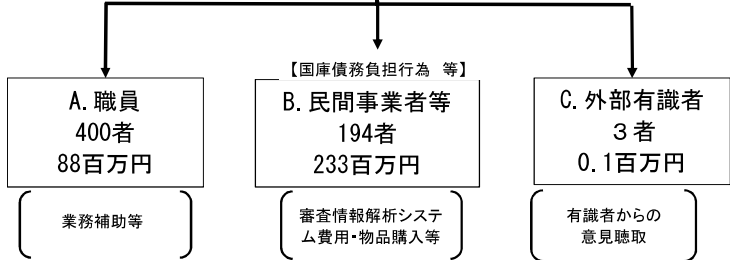 【国庫債務負担行為 等】
A.職員
400者
88百万円
B.民間事業者等
194者
233百万円
C.外部有識者
3者
0.1百万円
業務補助等
審査情報解析システ
ム費用・物品購入等
有識者からの
意見聴取